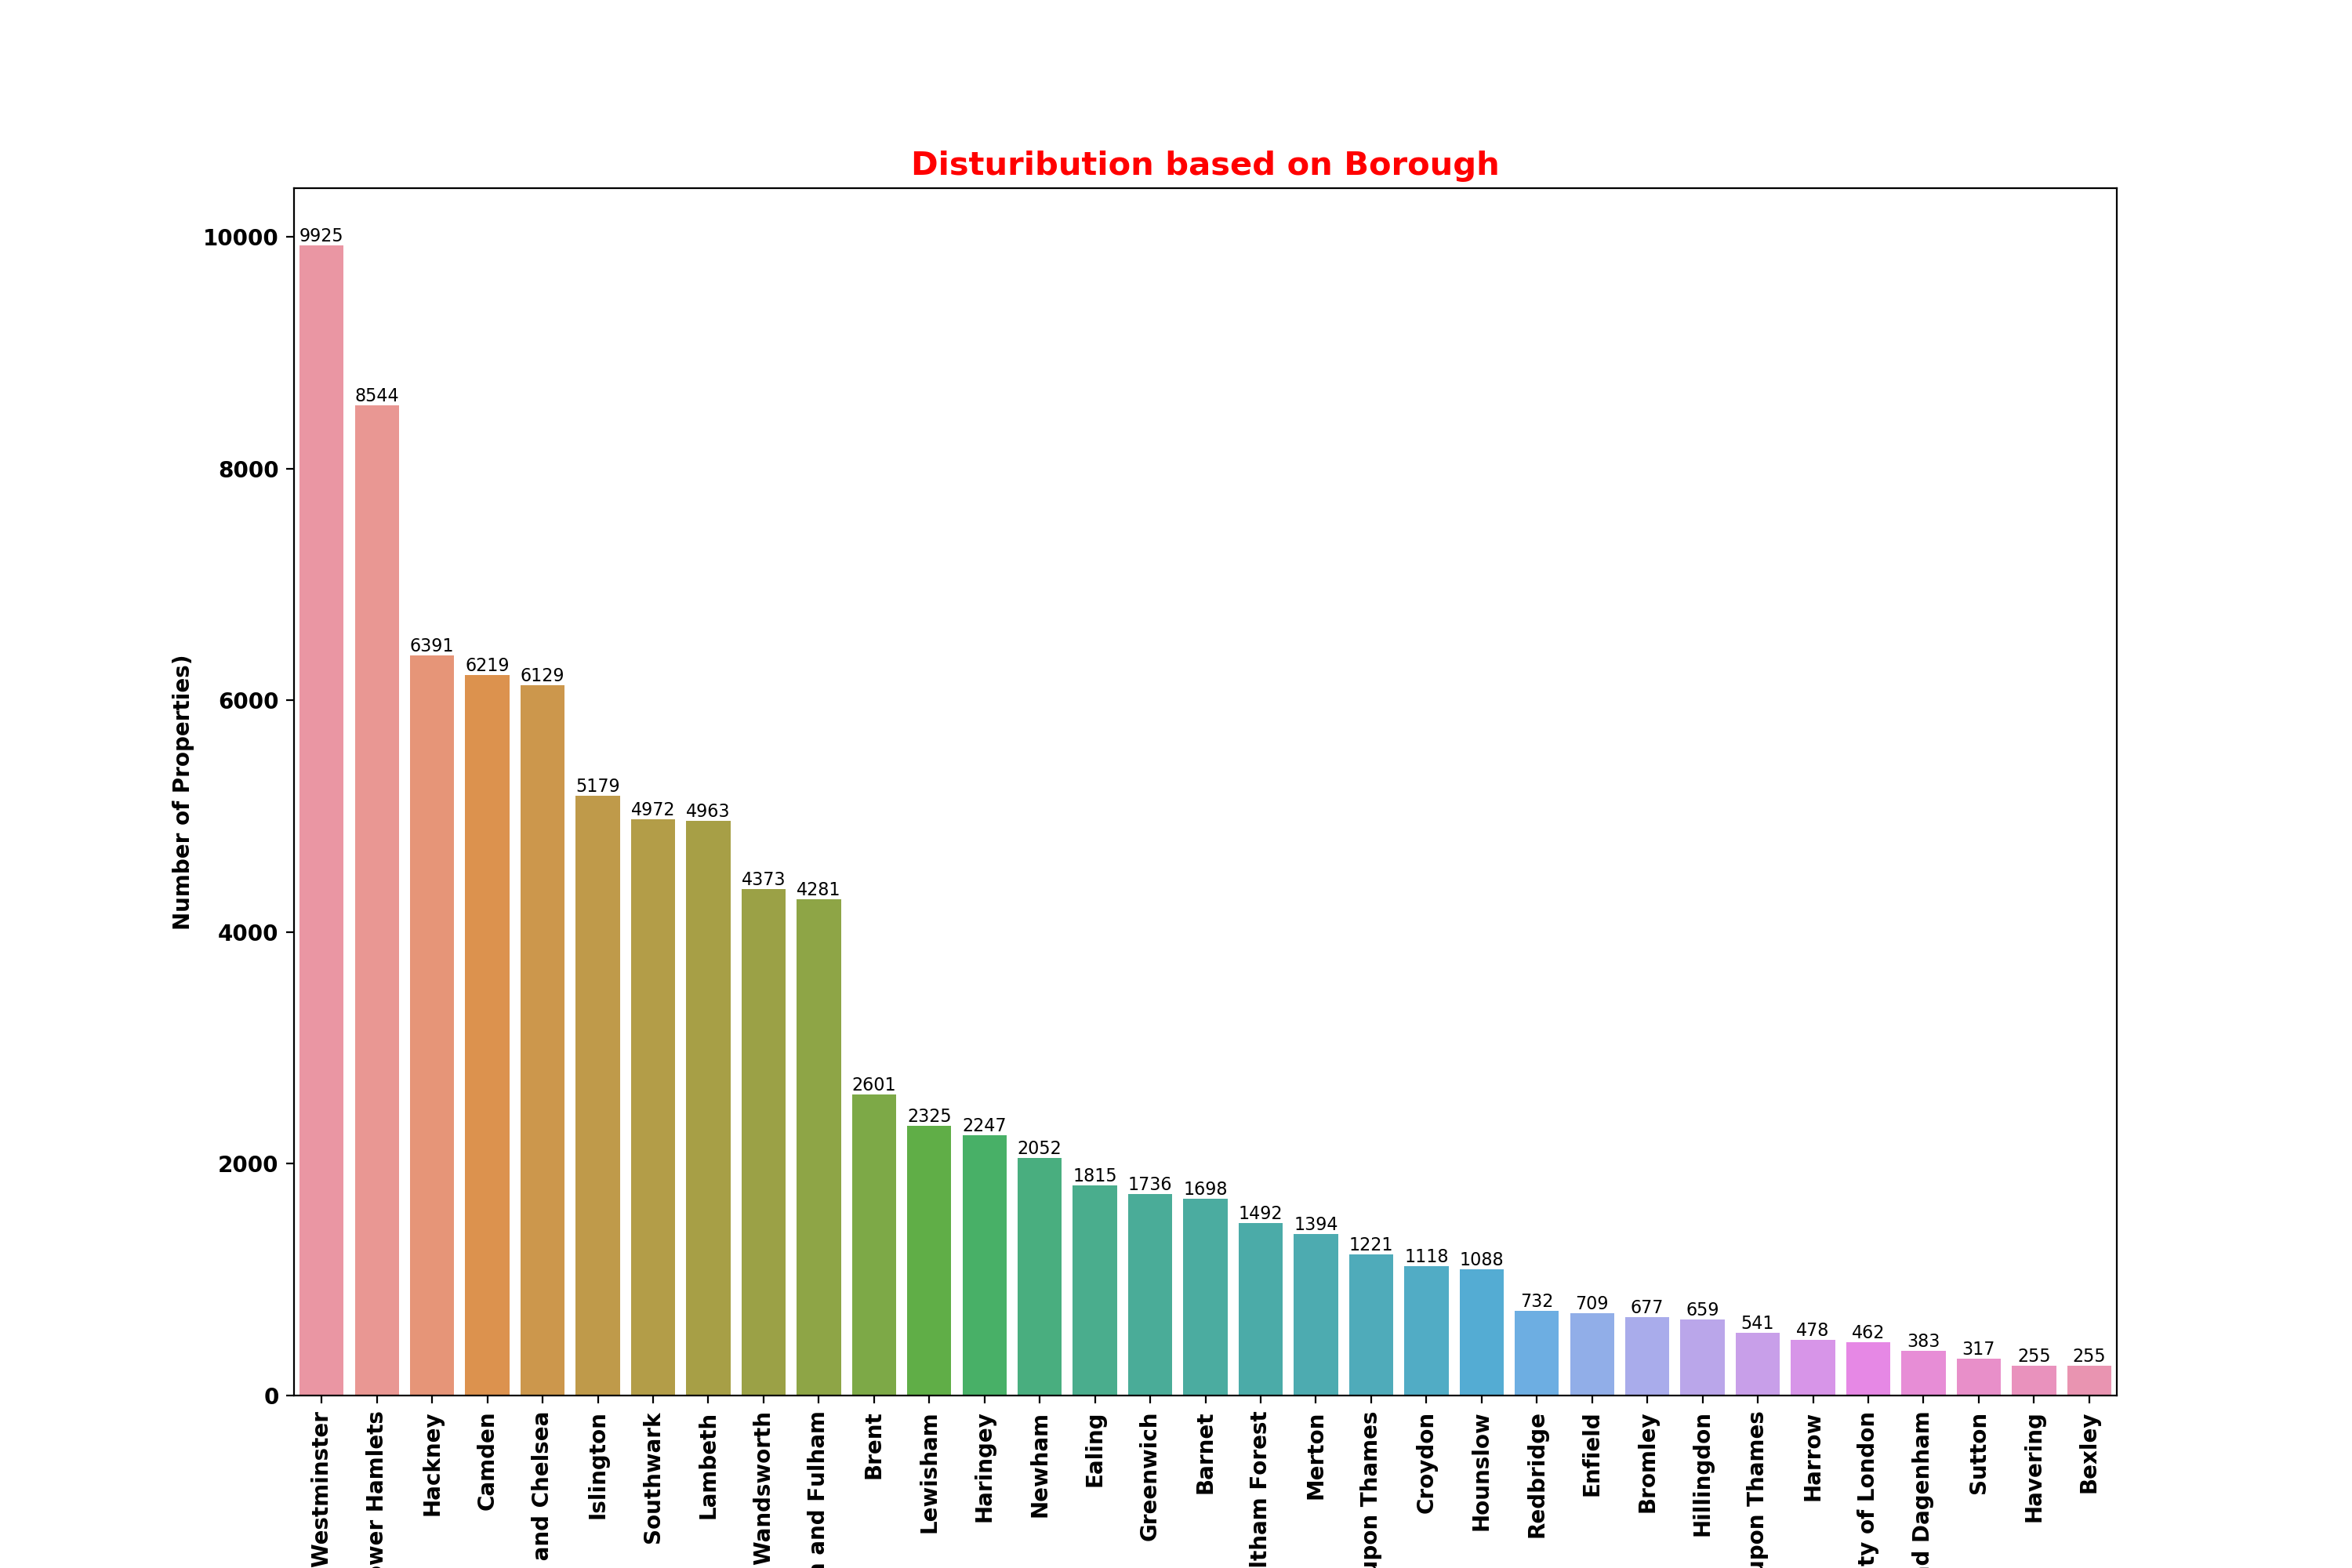 Disturibution based on Borough
Number of Properties)
10000
8000
6000
4000
2000
0
9925
8544
6391
6219
6129
5179
4972
4963
4373
4281
2601
2325
2247
2052
1815
1736
1698
1492
1394
1221
1118
1088
732
709
677
659
541
478
462
383
317
255
255
Westminster
ower Hamlets
Hackney
Camden
and Chelsea
Islington
Southwark
Lambeth
Wandsworth
and Fulham
Brent
Lewisham
Haringey
Newham
Ealing
Greenwich
Barnet
ltham Forest
Merton
upon Thames
Croydon
Hounslow
Redbridge
Enfield
Bromley
Hillingdon
upon Thames
Harrow
ty of London
d Dagenham
Sutton
Havering
Bexley